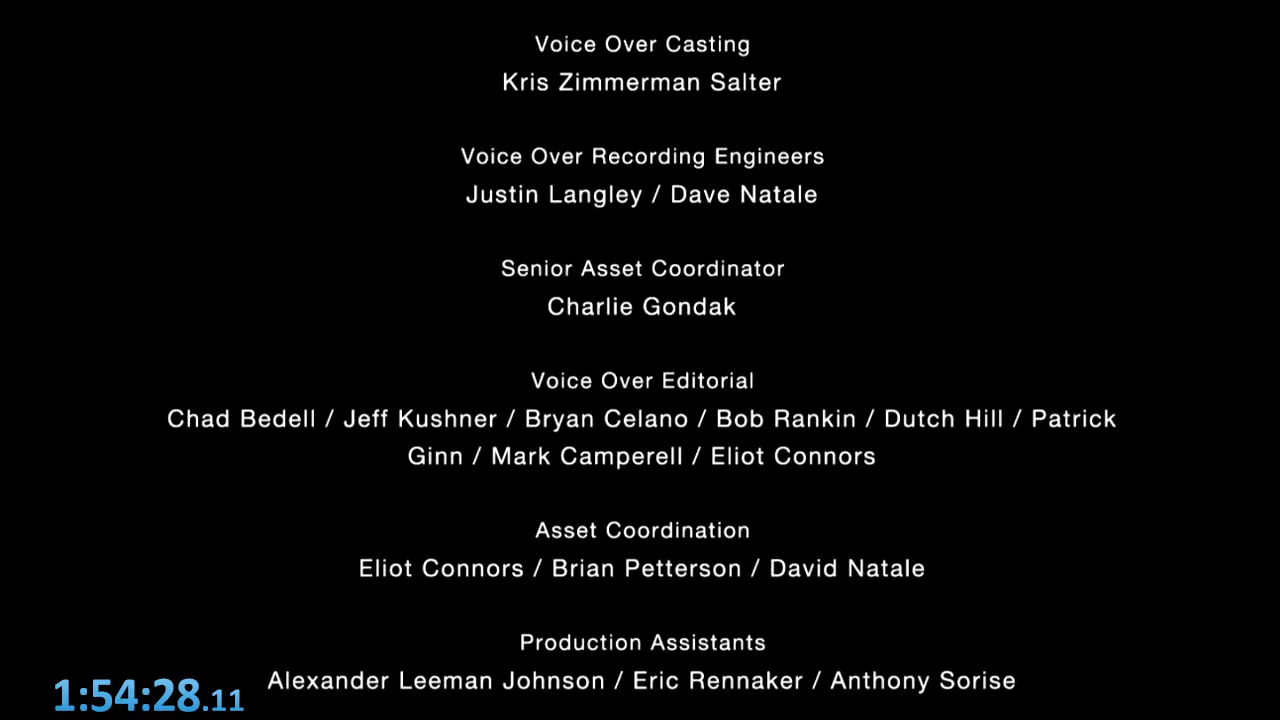 Voice Over Casting
Kris Zimmerman Salter
Voice Over Recording Engineers
Justin Langley / Dave Natale
Senior Asset Coordinator
Charlie Gondak
Voice Over Editorial
Chad Bedell / Jeff Kushner / Bryan Celano / Bob Rankin / Dutch Hill / Patrick
Ginn / Mark Camperell / Eliot Connors
Asset Coordination
Eliot Connors / Brian Petterson / David Natale
Production Assistants
Alexander Leeman Johnson / Eric Rennaker / Anthony Sorise
1:54:28.11